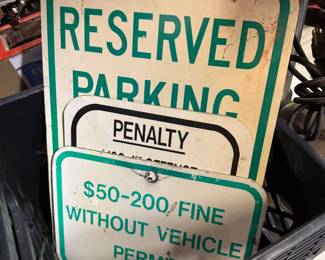 RESERVED
PARKING
PENALTY
$50-200 FINE
WITHOUT VEHICLE